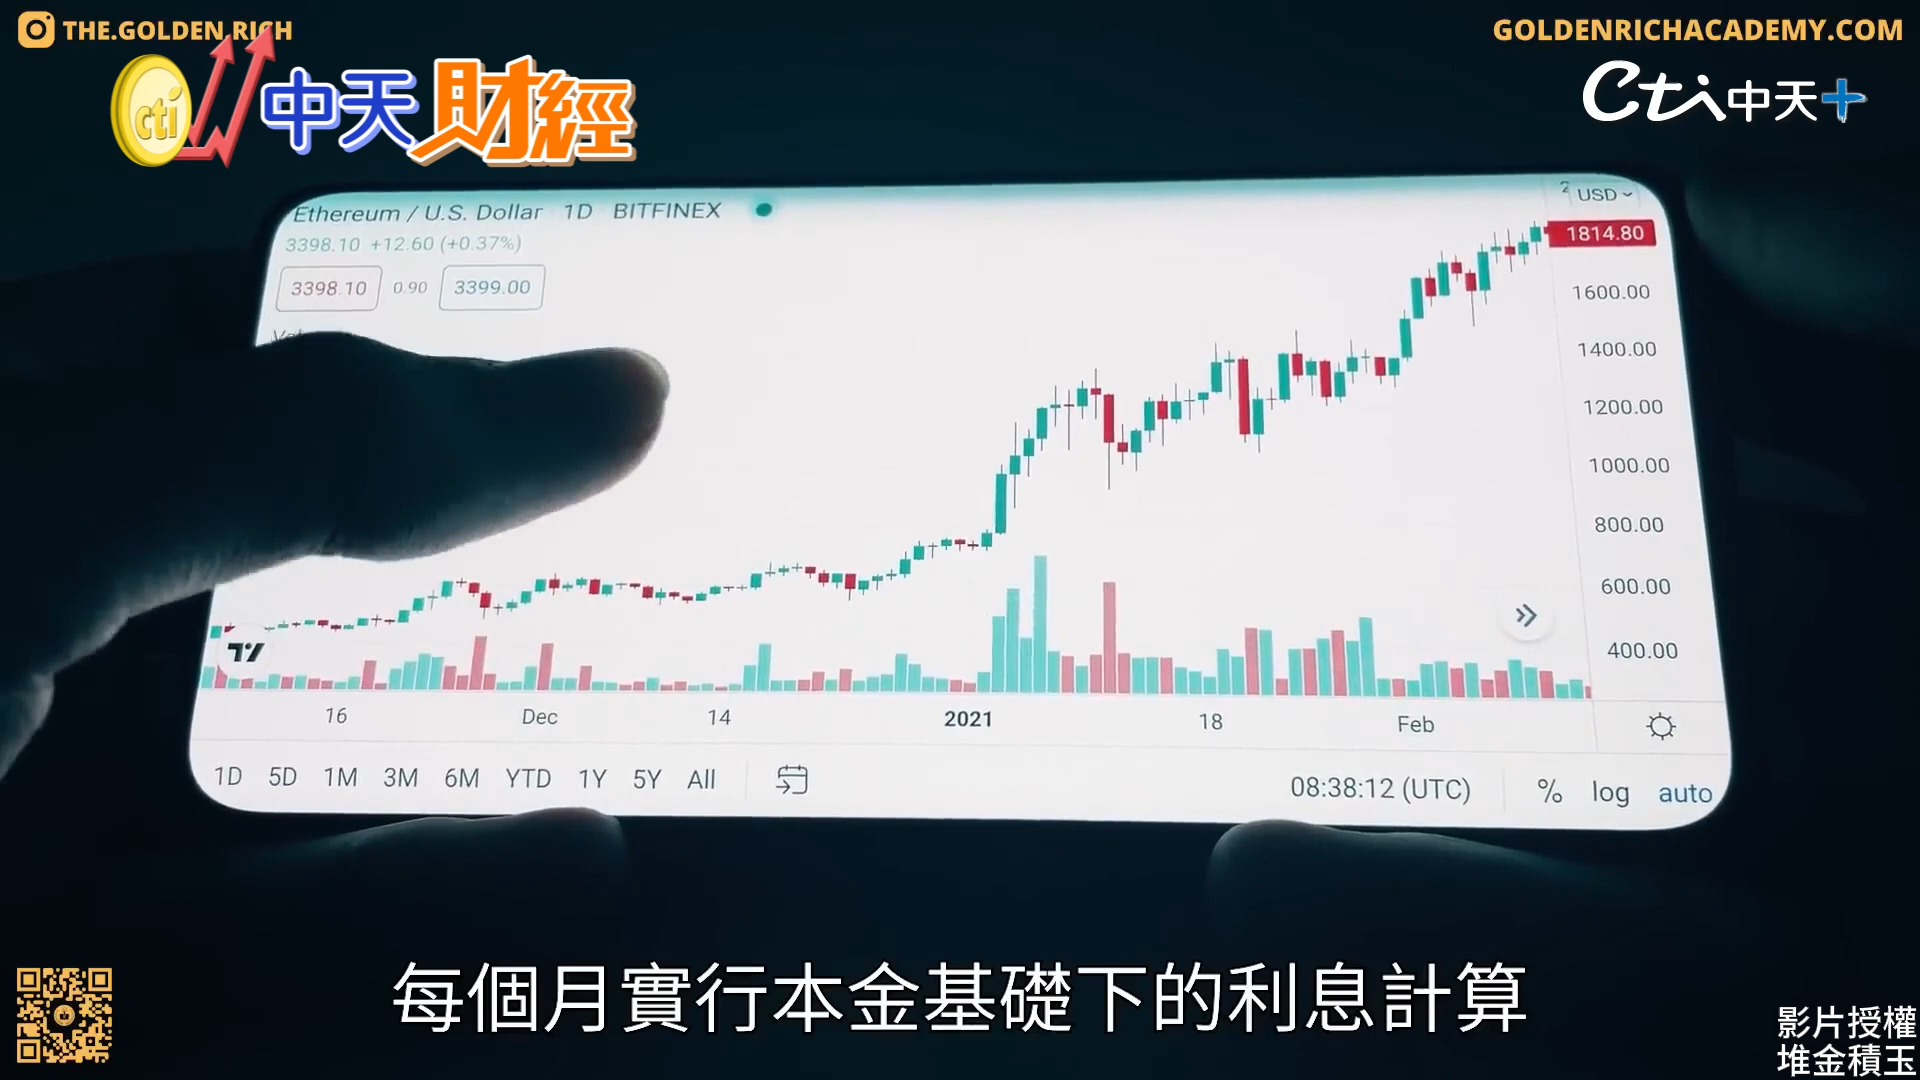 THE.GOLDEN.RICH
GOLDENRICHACADEMY.COM
cti 中天財經
cti中天+
Ethereum / U.S. Dollar 1D BITFINEX
USD
3398.10 +12.60 (+0.37%)
3398.10 0.90 3399.00
1814.80
1600.00
1400.00
1200.00
1000.00
800.00
600.00
400.00
16 Dec 14 2021 18 Feb
1D 5D 1M 3M 6M YTD 1Y 5Y All
08:38:12 (UTC) % log auto
每個月實行本金基礎下的利息計算
影片授權
堆金積玉